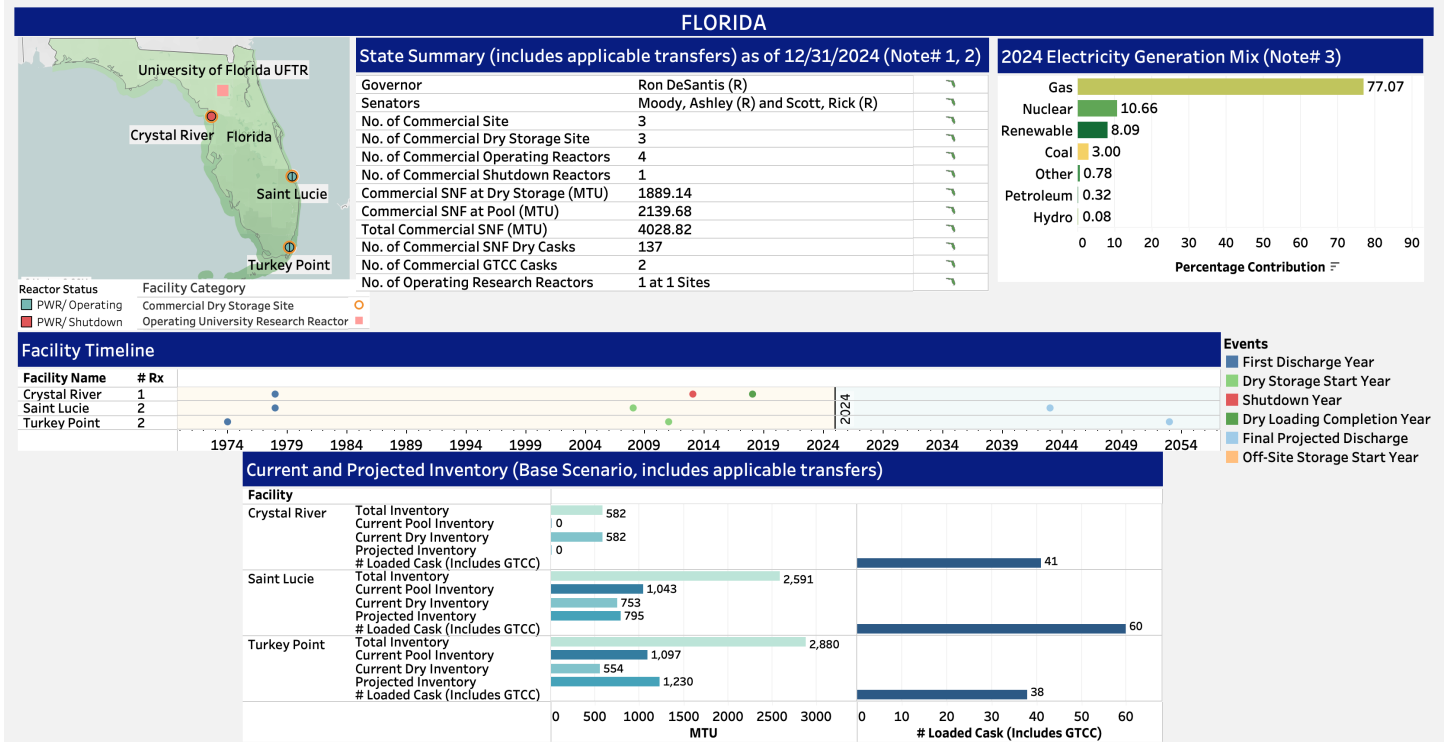 FLORIDA
University of Florida UFTR
Crystal River
Florida
Saint Lucie
Turkey Point
Reactor Status
PWR/ Operating
PWR/ Shutdown
Facility Category
Commercial Dry Storage Site
Operating University Research Reactor
State Summary (includes applicable transfers) as of 12/31/2024 (Note# 1, 2)
Governor Ron DeSantis (R)
Senators Moody, Ashley (R) and Scott, Rick (R)
No. of Commercial Site 3
No. of Commercial Dry Storage Site 3
No. of Commercial Operating Reactors 4
No. of Commercial Shutdown Reactors 1
Commercial SNF at Dry Storage (MTU) 1889.14
Commercial SNF at Pool (MTU) 2139.68
Total Commercial SNF (MTU) 4028.82
No. of Commercial SNF Dry Casks 137
No. of Commercial GTCC Casks 2
No. of Operating Research Reactors 1 at 1 Sites
2024 Electricity Generation Mix (Note# 3)
Gas 77.07
Nuclear 10.66
Renewable 8.09
Coal 3.00
Other 0.78
Petroleum 0.32
Hydro 0.08
0 10 20 30 40 50 60 70 80 90
Percentage Contribution
Facility Timeline
Facility Name # Rx
Crystal River 1
Saint Lucie 2
Turkey Point 2
2024
1974 1979 1984 1989 1994 1999 2004 2009 2014 2019 2024 2029 2034 2039 2044 2049 2054
Events
First Discharge Year
Dry Storage Start Year
Shutdown Year
Dry Loading Completion Year
Final Projected Discharge
Off-Site Storage Start Year
Current and Projected Inventory (Base Scenario, includes applicable transfers)
Facility
Crystal River Total Inventory 582
Current Pool Inventory 0
Current Dry Inventory 582
Projected Inventory 0
# Loaded Cask (Includes GTCC) 41
Saint Lucie Total Inventory 2,591
Current Pool Inventory 1,043
Current Dry Inventory 753
Projected Inventory 795
# Loaded Cask (Includes GTCC) 60
Turkey Point Total Inventory 2,880
Current Pool Inventory 1,097
Current Dry Inventory 554
Projected Inventory 1,230
# Loaded Cask (Includes GTCC) 38
0 500 1000 1500 2000 2500 3000 0 10 20 30 40 50 60
MTU # Loaded Cask (Includes GTCC)